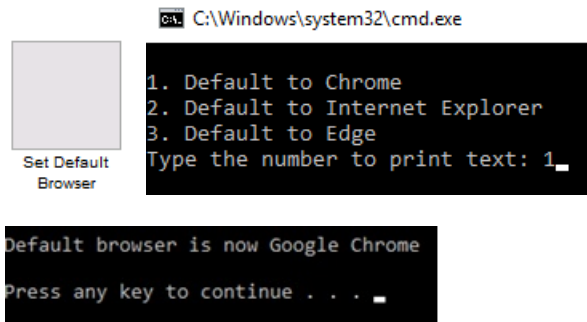 C:\Windows\system32\cmd.exe
1. Default to Chrome
2. Default to Internet Explorer
3. Default to Edge
Type the number to print text: 1
Set Default
Browser
Default browser is now Google Chrome
Press any key to continue . . .